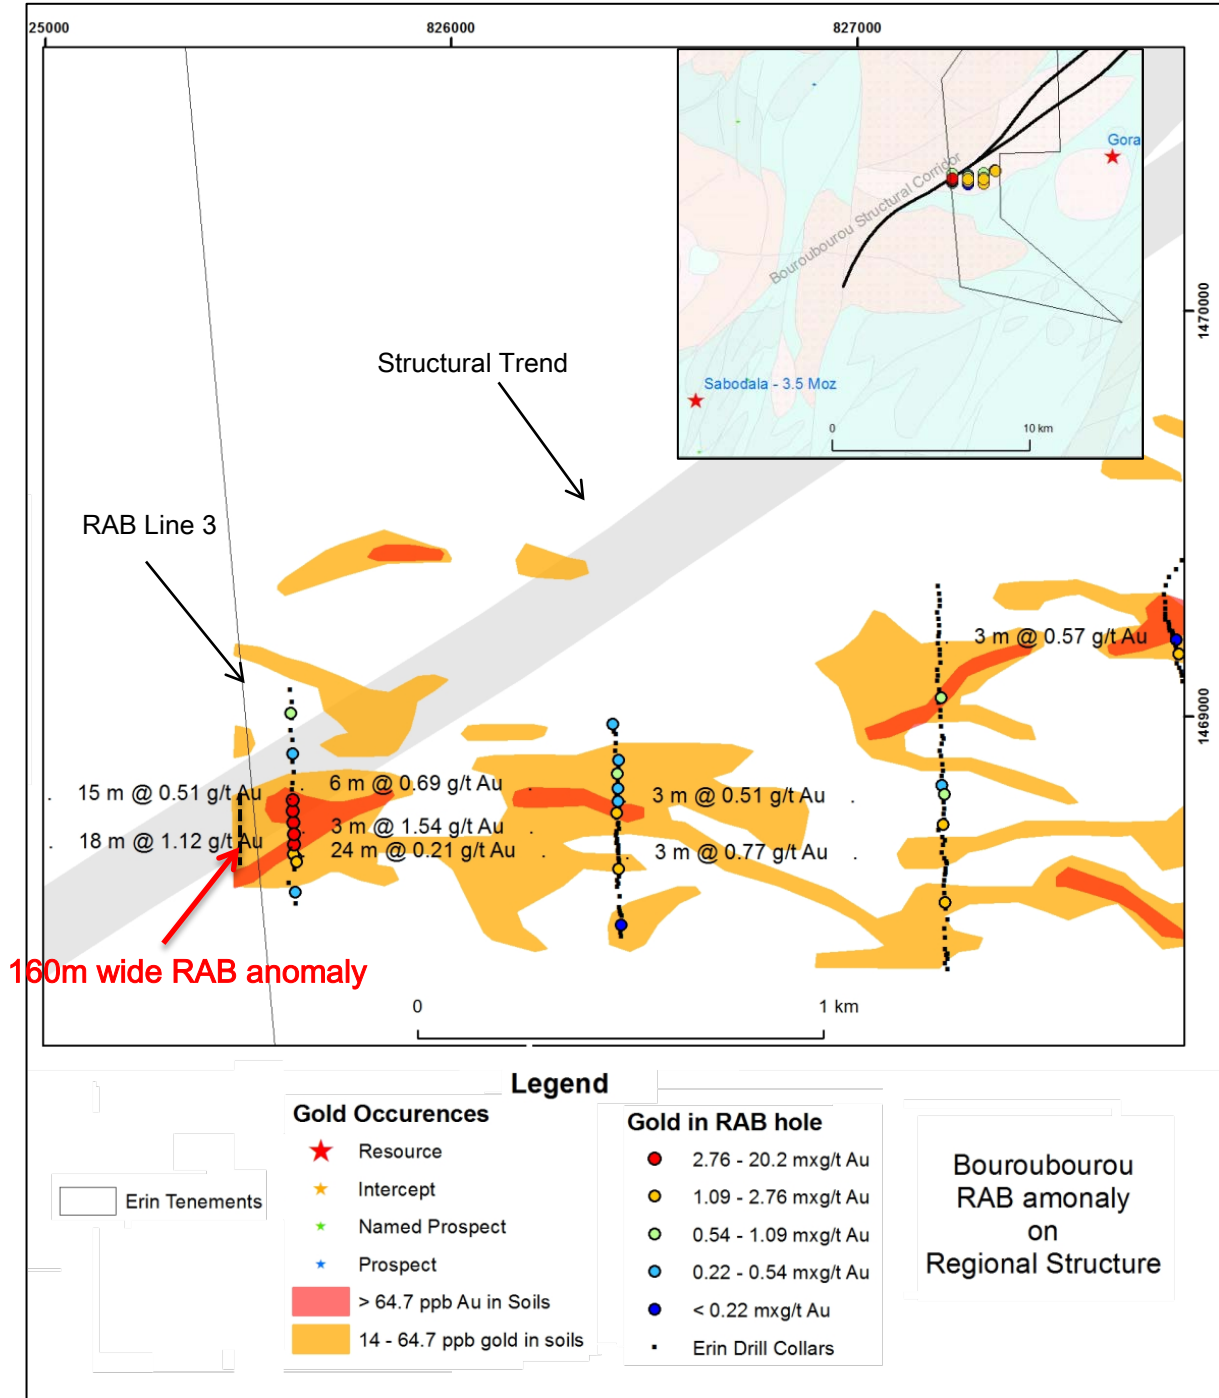 25000
826000
827000
Gora
Bouroubourou Structural Corridor
Sabodala - 3.5 Moz
0
10 km
1470000
Structural Trend
RAB Line 3
3 m @ 0.57 g/t Au
1469000
15 m @ 0.51 g/t Au
6 m @ 0.69 g/t Au
3 m @ 0.51 g/t Au
18 m @ 1.12 g/t Au
3 m @ 1.54 g/t Au
24 m @ 0.21 g/t Au
3 m @ 0.77 g/t Au
160m wide RAB anomaly
0
1 km
Legend
Erin Tenements
Gold Occurences
Resource
Intercept
Named Prospect
Prospect
> 64.7 ppb Au in Soils
14 - 64.7 ppb gold in soils
Gold in RAB hole
2.76 - 20.2 mxg/t Au
1.09 - 2.76 mxg/t Au
0.54 - 1.09 mxg/t Au
0.22 - 0.54 mxg/t Au
< 0.22 mxg/t Au
Erin Drill Collars
Bouroubourou
RAB amonaly
on
Regional Structure